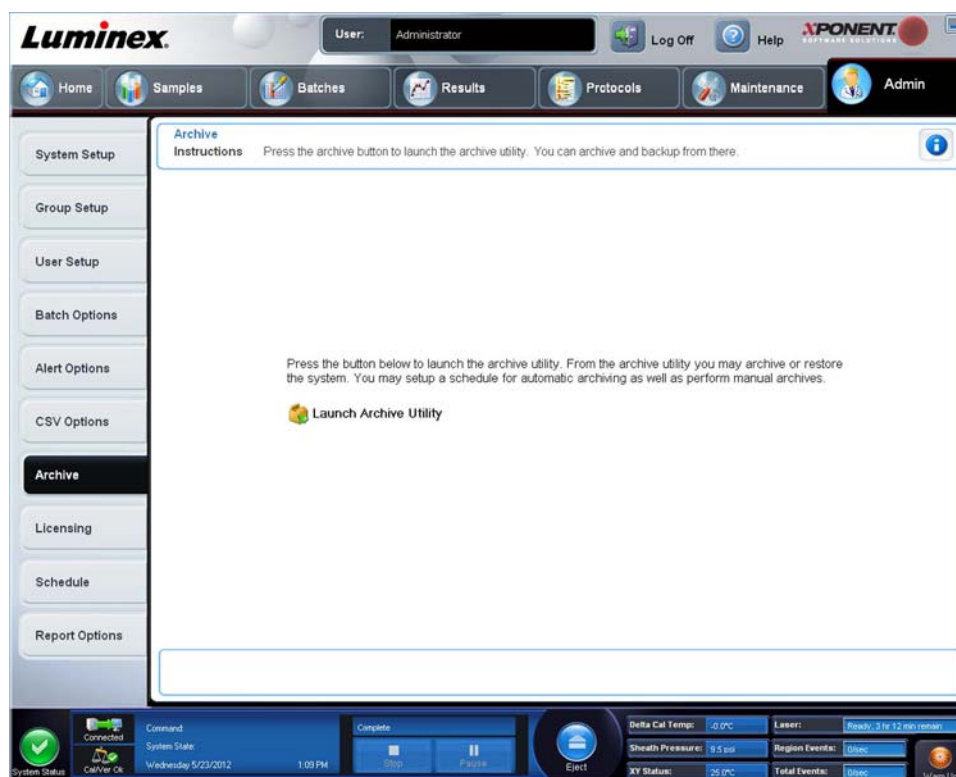 Luminex.
User: Administrator
Log Off
Help
XPONENT
SOFTWARE SOLUTIONS
Home
Samples
Batches
Results
Protocols
Maintenance
Admin
System Setup
Group Setup
User Setup
Batch Options
Alert Options
CSV Options
Archive
Licensing
Schedule
Report Options
Archive
Instructions Press the archive button to launch the archive utility. You can archive and backup from there.
Press the button below to launch the archive utility. From the archive utility you may archive or restore
the system. You may setup a schedule for automatic archiving as well as perform manual archives.
Launch Archive Utility
System Status
Connected
Cal/Ver Ok
Command:
System State:
Wednesday 5/23/2012 1:09 PM
Complete
Stop
Pause
Eject
Delta Cal Temp: -0.0°C
Sheath Pressure: 9.5 psi
XY Status: 25.0°C
Laser: Ready. 3 hr 12 min remain
Region Events: 0/sec
Total Events: 0/sec